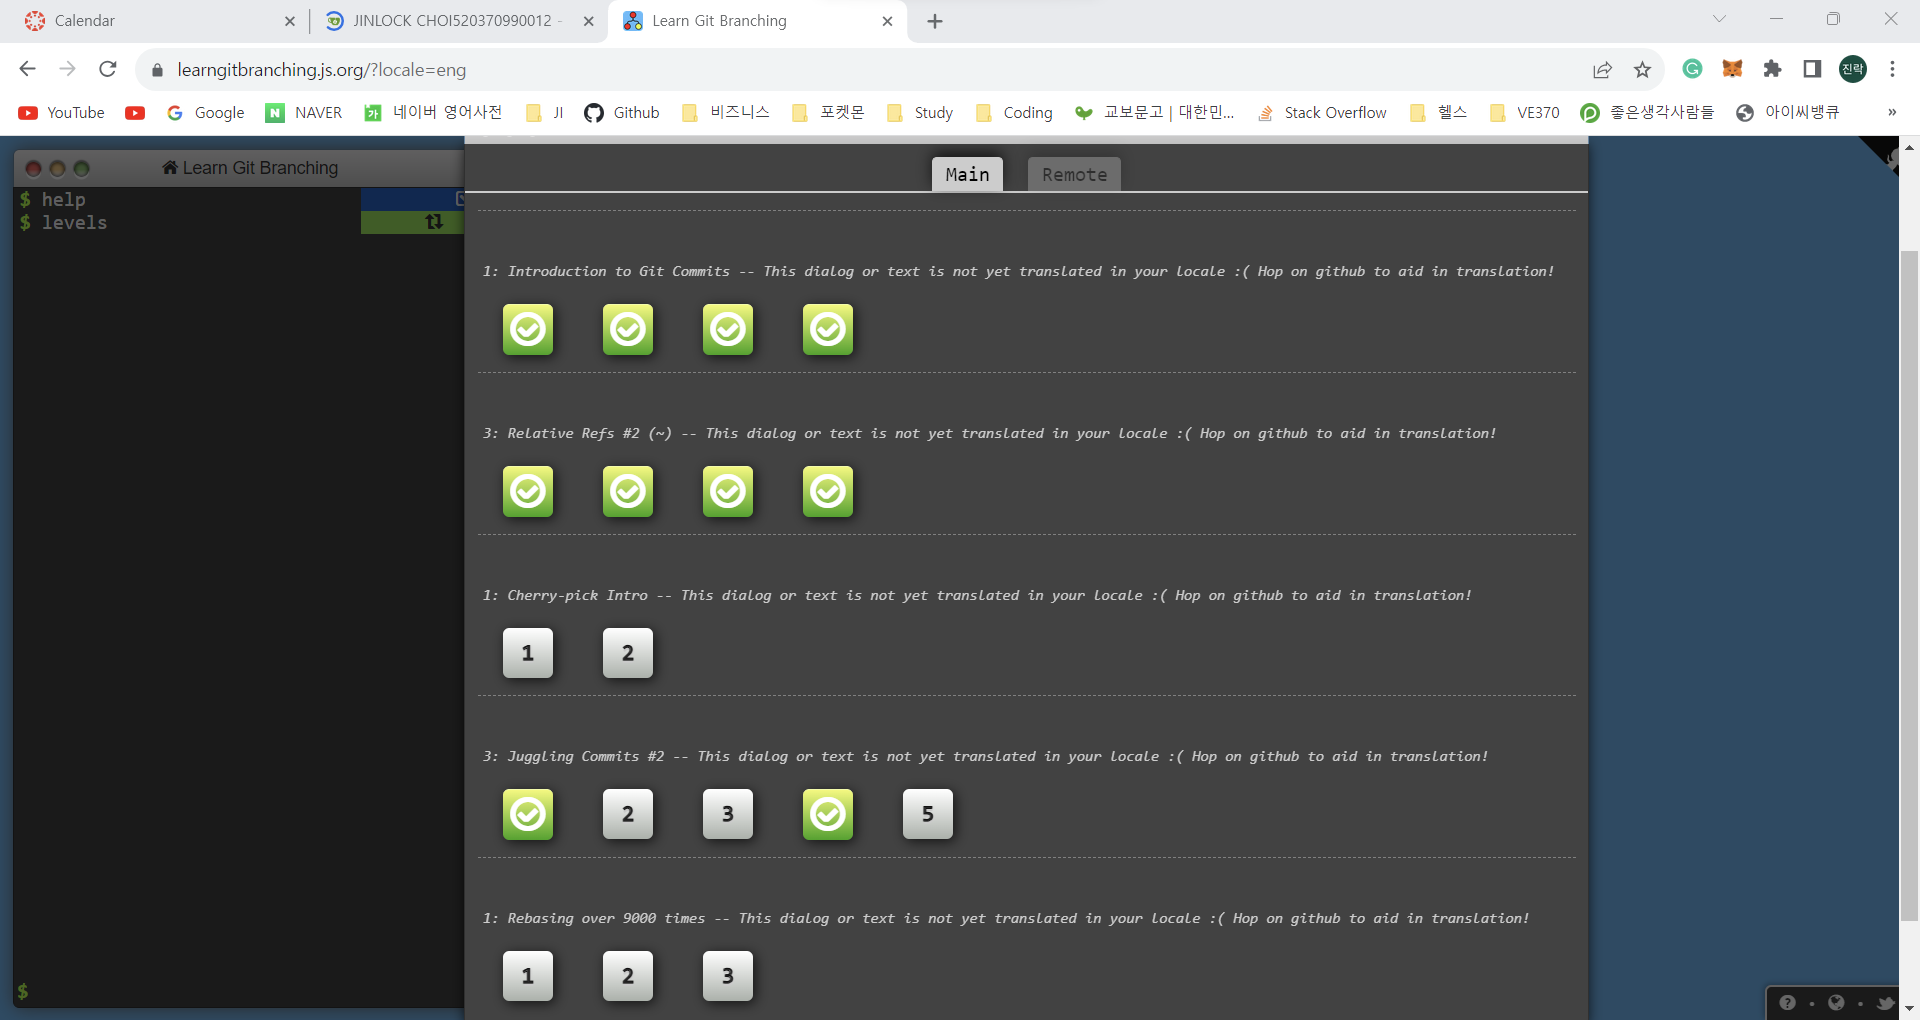 Calendar
JINLOCK CHOI520370990012 -
Learn Git Branching
learngitbranching.js.org/?locale=eng
진락
YouTube
Google
NAVER
네이버 영어사전
JI
Github
비즈니스
포켓몬
Study
Coding
교보문고 | 대한민...
Stack Overflow
헬스
VE370
좋은생각사람들
아이씨뱅큐
»
Learn Git Branching
$ help
$ levels
$
Main
Remote
1: Introduction to Git Commits -- This dialog or text is not yet translated in your locale :( Hop on github to aid in translation!
3: Relative Refs #2 (~) -- This dialog or text is not yet translated in your locale :( Hop on github to aid in translation!
1: Cherry-pick Intro -- This dialog or text is not yet translated in your locale :( Hop on github to aid in translation!
1
2
3: Juggling Commits #2 -- This dialog or text is not yet translated in your locale :( Hop on github to aid in translation!
2
3
5
1: Rebasing over 9000 times -- This dialog or text is not yet translated in your locale :( Hop on github to aid in translation!
1
2
3